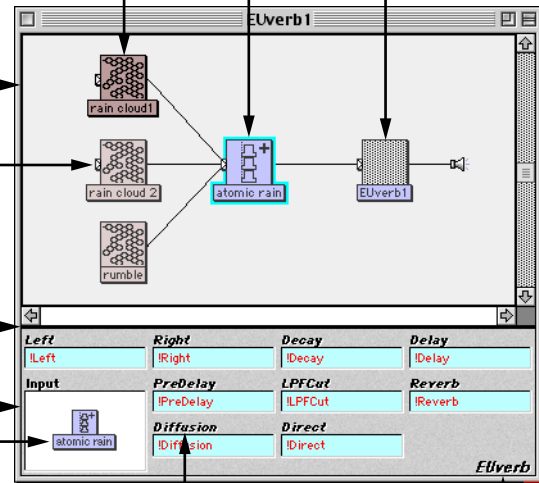 EUverb1
rain cloud1
rain cloud 2
atomic rain
EUverb1
rumble
Left
Right
Decay
Delay
!Left
!Right
!Decay
!Delay
Input
PreDelay
LPFCut
Reverb
!PreDelay
!LPFCut
!Reverb
atomic rain
Diffusion
Direct
!Diffusion
!Direct
EUverb